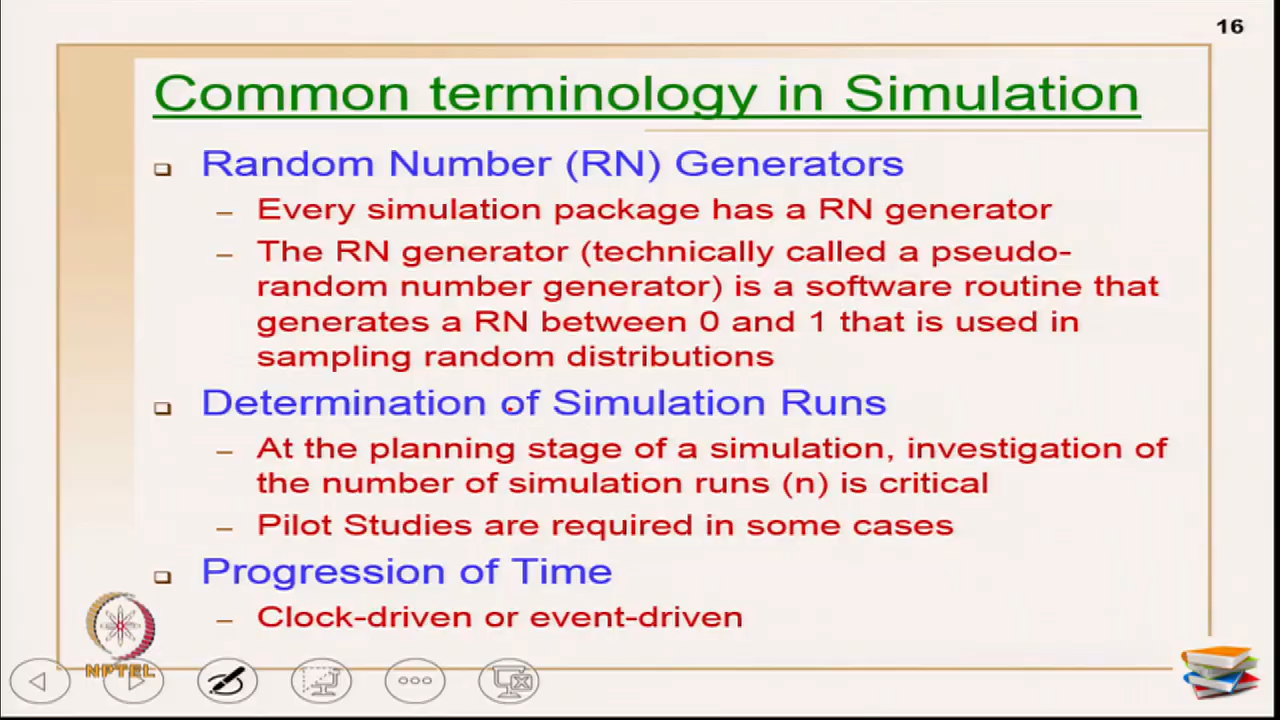 16
Common terminology in Simulation
Random Number (RN) Generators
– Every simulation package has a RN generator
– The RN generator (technically called a pseudo-
random number generator) is a software routine that
generates a RN between 0 and 1 that is used in
sampling random distributions
Determination of Simulation Runs
– At the planning stage of a simulation, investigation of
the number of simulation runs (n) is critical
– Pilot Studies are required in some cases
Progression of Time
– Clock-driven or event-driven
NPTEL